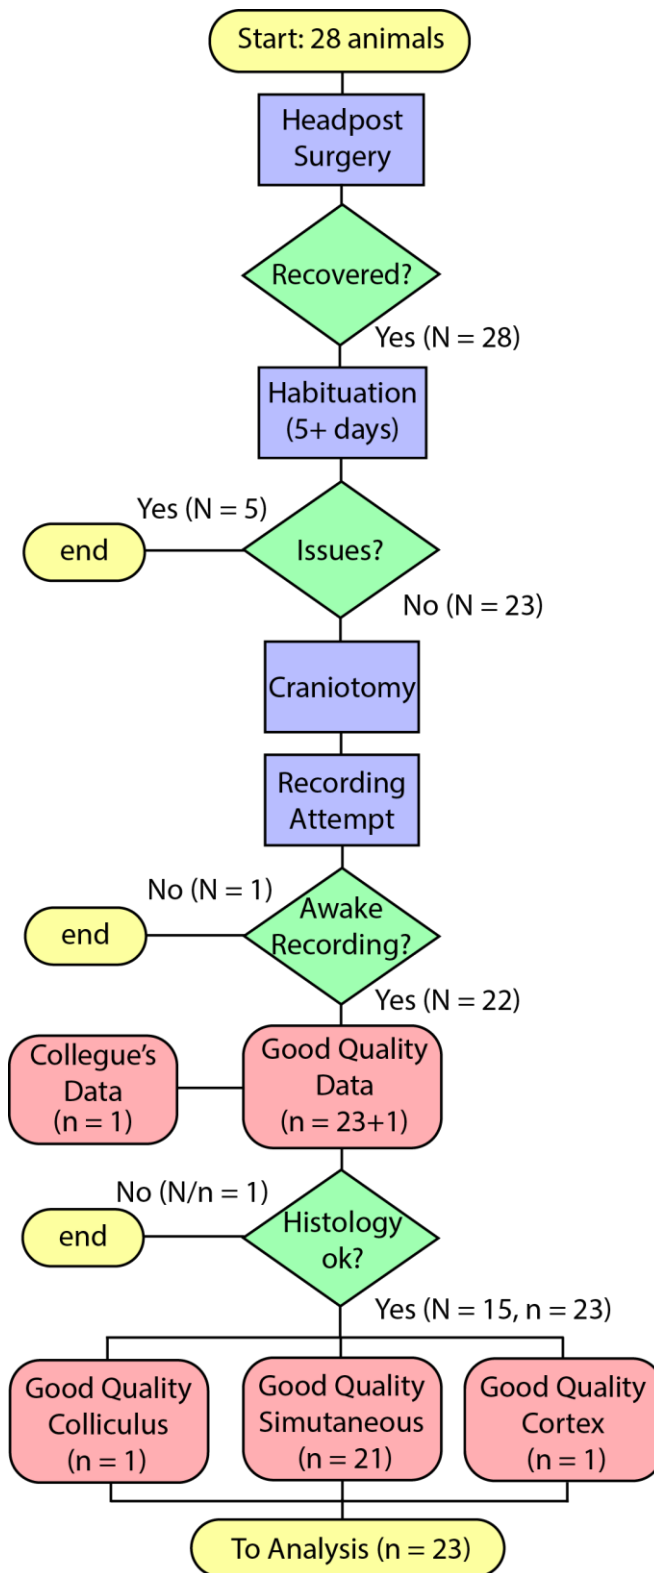 Start: 28 animals
Headpost
Surgery
Recovered?
Yes (N = 28)
Habituation
(5+ days)
Yes (N = 5)
end
Issues?
No (N = 23)
Craniotomy
Recording
Attempt
No (N = 1)
end
Awake
Recording?
Yes (N = 22)
Collegue's
Data
(n = 1)
Good Quality
Data
(n = 23+1)
No (N/n = 1)
end
Histology
ok?
Yes (N = 15, n = 23)
Good Quality
Colliculus
(n = 1)
Good Quality
Simutaneous
(n = 21)
Good Quality
Cortex
(n = 1)
To Analysis (n = 23)